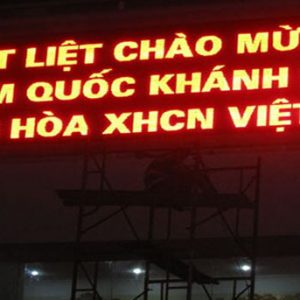 T LIỆT CHÀO MỪ
M QUỐC KHÁNH
HÒA XHCN VIỆT